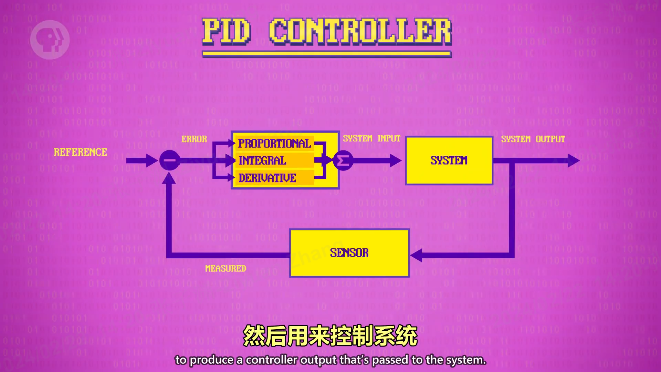 PID CONTROLLER
REFERENCE
ERROR
PROPORTIONAL
INTEGRAL
DERIVATIVE
Σ
SYSTEM INPUT
SYSTEM
SYSTEM OUTPUT
SENSOR
MEASURED
然后用来控制系统
to produce a controller output that's passed to the system.